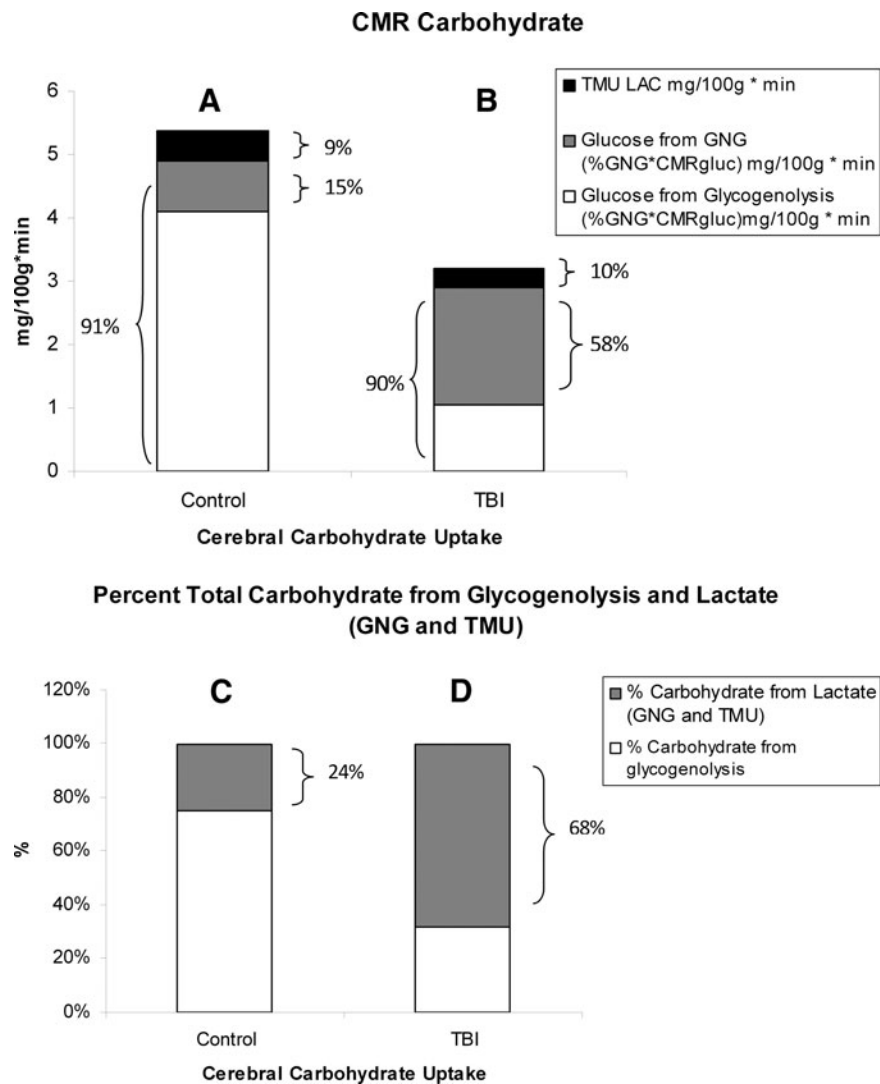 CMR Carbohydrate
A
B
TMU LAC mg/100g * min
Glucose from GNG
(%GNG*CMRgluc) mg/100g * min
Glucose from Glycogenolysis
(%GNG*CMRgluc)mg/100g * min
6
5
4
3
2
1
0
mg/100g*min
9%
15%
91%
10%
58%
90%
Control
TBI
Cerebral Carbohydrate Uptake
Percent Total Carbohydrate from Glycogenolysis and Lactate
(GNG and TMU)
C
D
% Carbohydrate from Lactate
(GNG and TMU)
% Carbohydrate from
glycogenolysis
120%
100%
80%
60%
40%
20%
0%
%
24%
68%
Control
TBI
Cerebral Carbohydrate Uptake